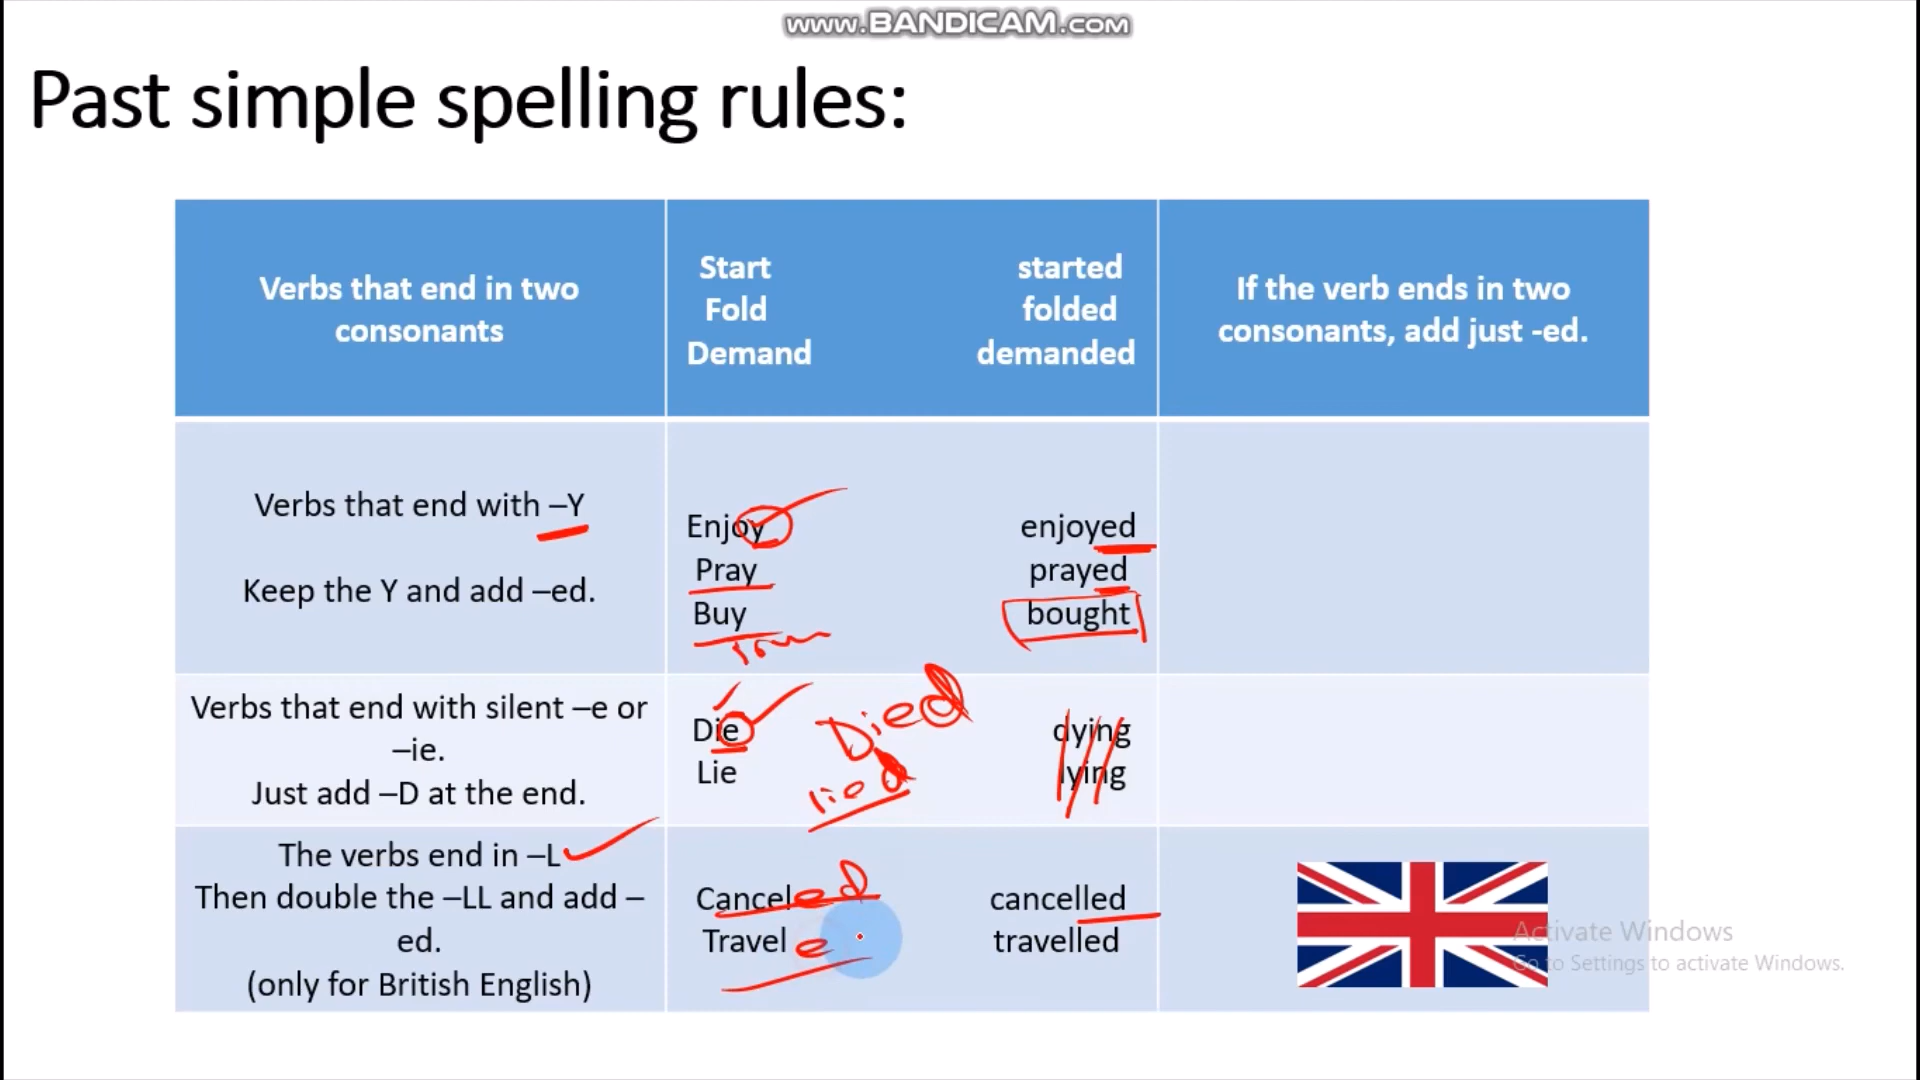 www.BANDICAM.com
Past simple spelling rules:
Verbs that end in two
consonants
Start started
Fold folded
Demand demanded
If the verb ends in two
consonants, add just -ed.
Verbs that end with –Y
Keep the Y and add –ed.
Enjoy enjoyed
Pray prayed
Buy bought
Verbs that end with silent –e or
–ie.
Just add –D at the end.
Die Died dying
Lie lied lying
The verbs end in –L
Then double the –LL and add –
ed.
(only for British English)
Canceled cancelled
Travel e travelled
Activate Windows
Go to Settings to activate Windows.